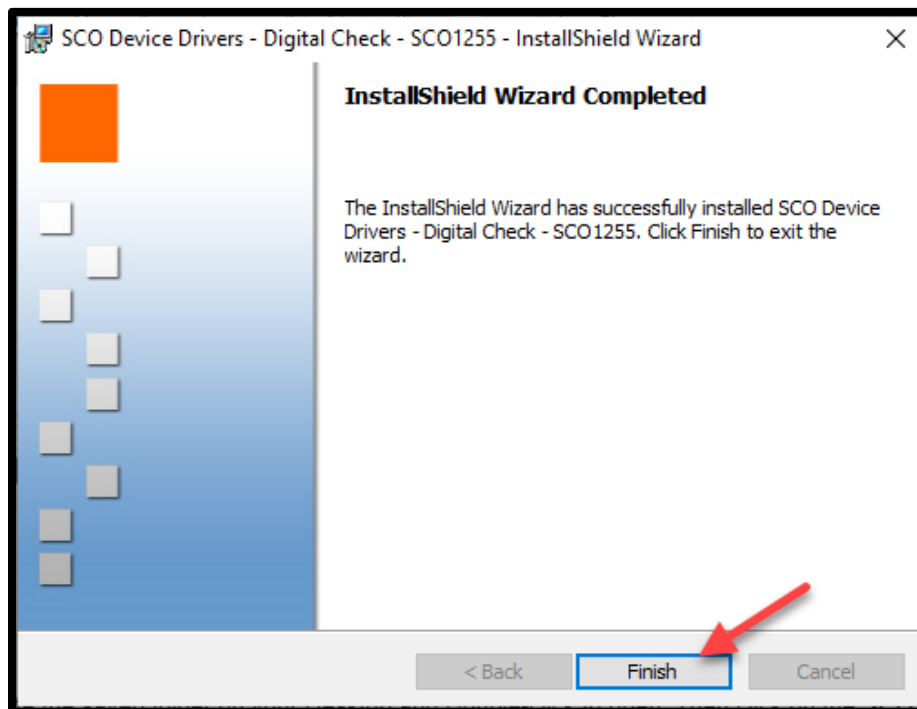 SCO Device Drivers - Digital Check - SCO1255 - InstallShield Wizard
InstallShield Wizard Completed
The InstallShield Wizard has successfully installed SCO Device
Drivers - Digital Check - SCO1255. Click Finish to exit the
wizard.
< Back
Finish
Cancel